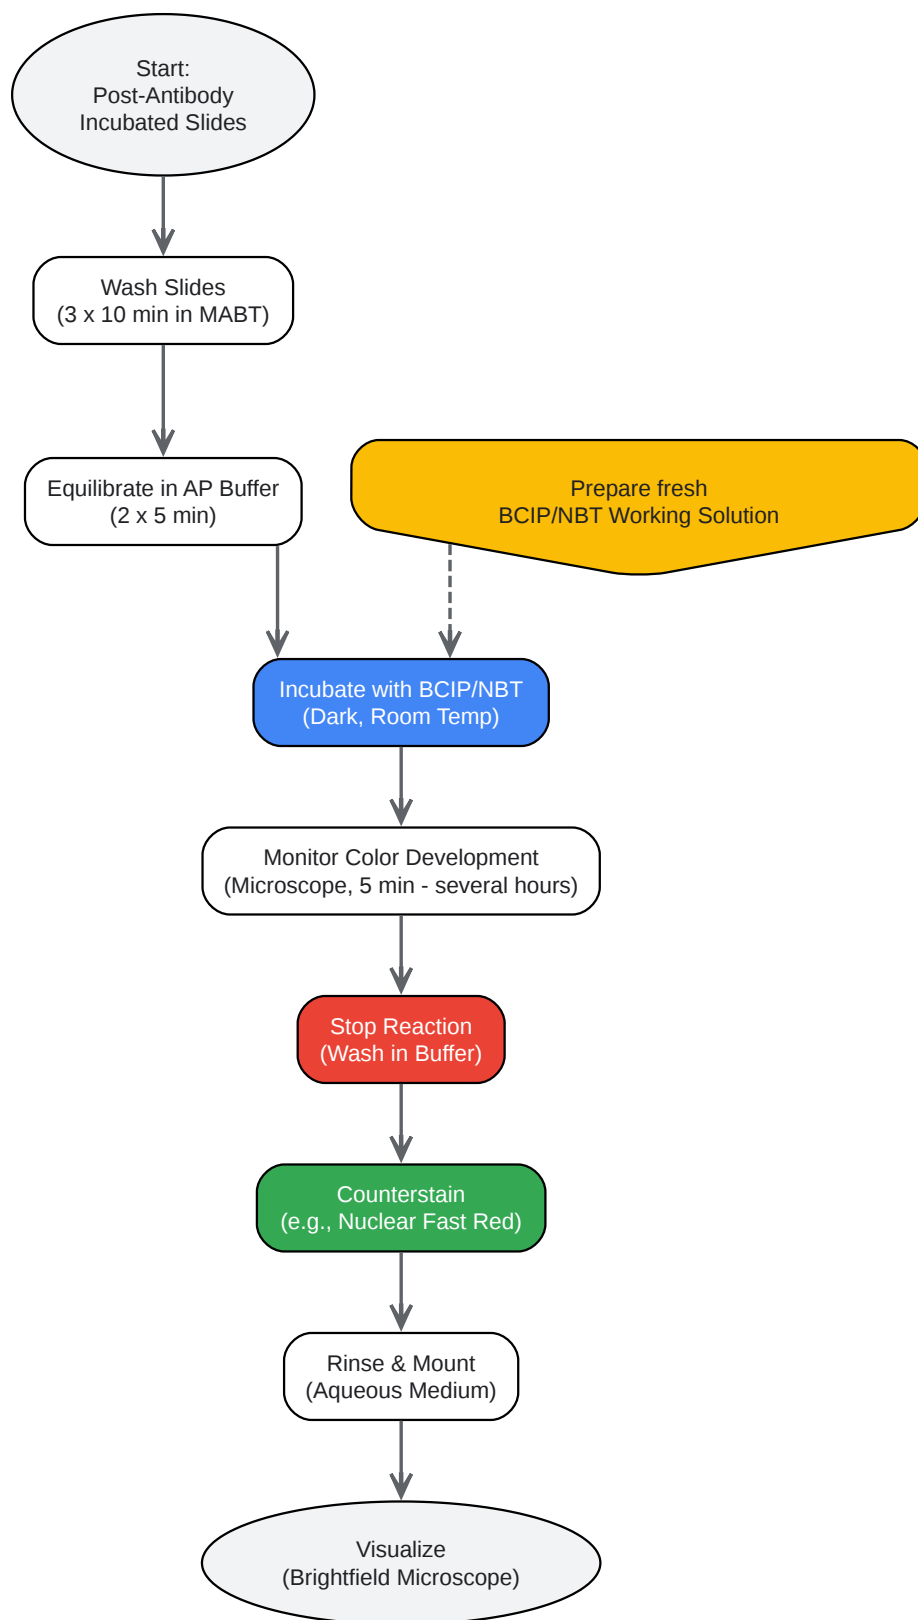 Start:
Post-Antibody
Incubated Slides
Wash Slides
(3 x 10 min in MABT)
Equilibrate in AP Buffer
(2 x 5 min)
Prepare fresh
BCIP/NBT Working Solution
Incubate with BCIP/NBT
(Dark, Room Temp)
Monitor Color Development
(Microscope, 5 min - several hours)
Stop Reaction
(Wash in Buffer)
Counterstain
(e.g., Nuclear Fast Red)
Rinse & Mount
(Aqueous Medium)
Visualize
(Brightfield Microscope)